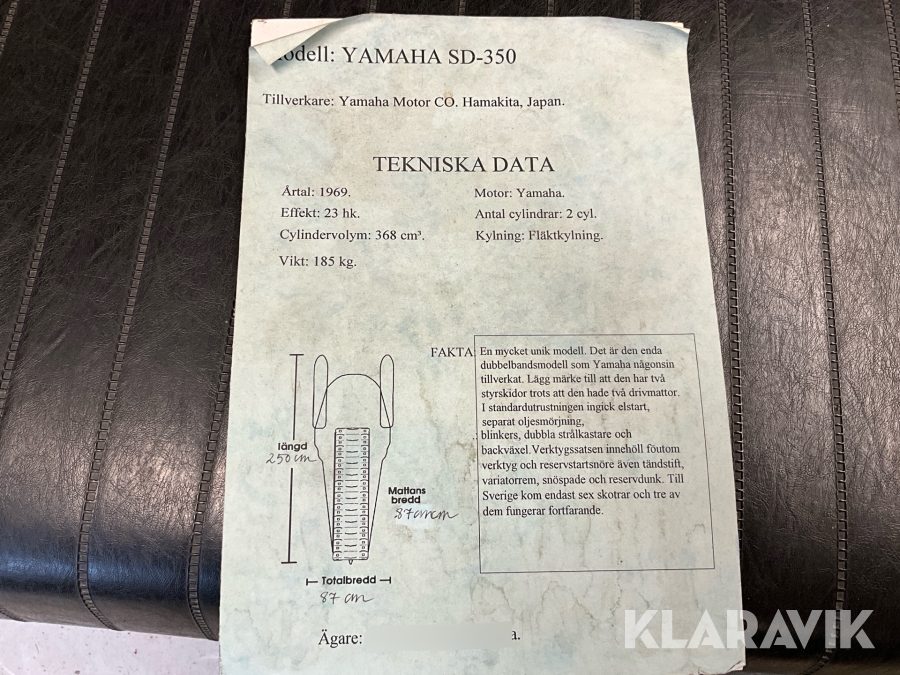 odell: YAMAHA SD-350
Tillverkare: Yamaha Motor CO. Hamakita, Japan.
TEKNISKA DATA
Årtal: 1969.
Motor: Yamaha.
Effekt: 23 hk.
Antal cylindrar: 2 cyl.
Cylindervolym: 368 cm³.
Kylning: Fläktkylning.
Vikt: 185 kg.
FAKTA:
En mycket unik modell. Det är den enda
dubbelbandsmodell som Yamaha någonsin
tillverkat. Lägg märke till att den har två
styrskidor trots att den hade två drivmattor.
I standardutrustningen ingick elstart,
separat oljesmörjning,
blinkers, dubbla strålkastare och
backväxel.Verktygssatsen innehöll föutom
verktyg och reservstartsnöre även tändstift,
variatorrem, snöspade och reservdunk. Till
Sverige kom endast sex skotrar och tre av
dem fungerar fortfarande.
längd
250 cm
Mattans
bredd
Totalbredd
87 cm
Ägare:
a.
KLARAVIK